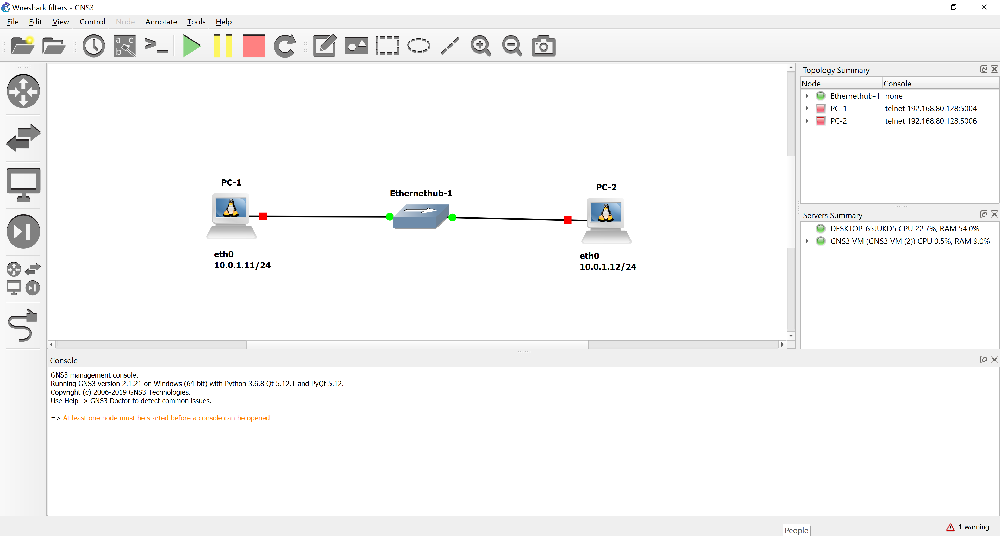 Wireshark filters - GNS3
File Edit View Control Node Annotate Tools Help
a c
b
>_
Topology Summary
Node Console
Ethernethub-1 none
PC-1 telnet 192.168.80.128:5004
PC-2 telnet 192.168.80.128:5006
PC-1
Ethernethub-1
PC-2
eth0
10.0.1.11/24
eth0
10.0.1.12/24
Servers Summary
DESKTOP-65JUKD5 CPU 22.7%, RAM 54.0%
GNS3 VM (GNS3 VM (2)) CPU 0.5%, RAM 9.0%
Console
GNS3 management console.
Running GNS3 version 2.1.21 on Windows (64-bit) with Python 3.6.8 Qt 5.12.1 and PyQt 5.12.
Copyright (c) 2006-2019 GNS3 Technologies.
Use Help -> GNS3 Doctor to detect common issues.
=> At least one node must be started before a console can be opened
People
1 warning